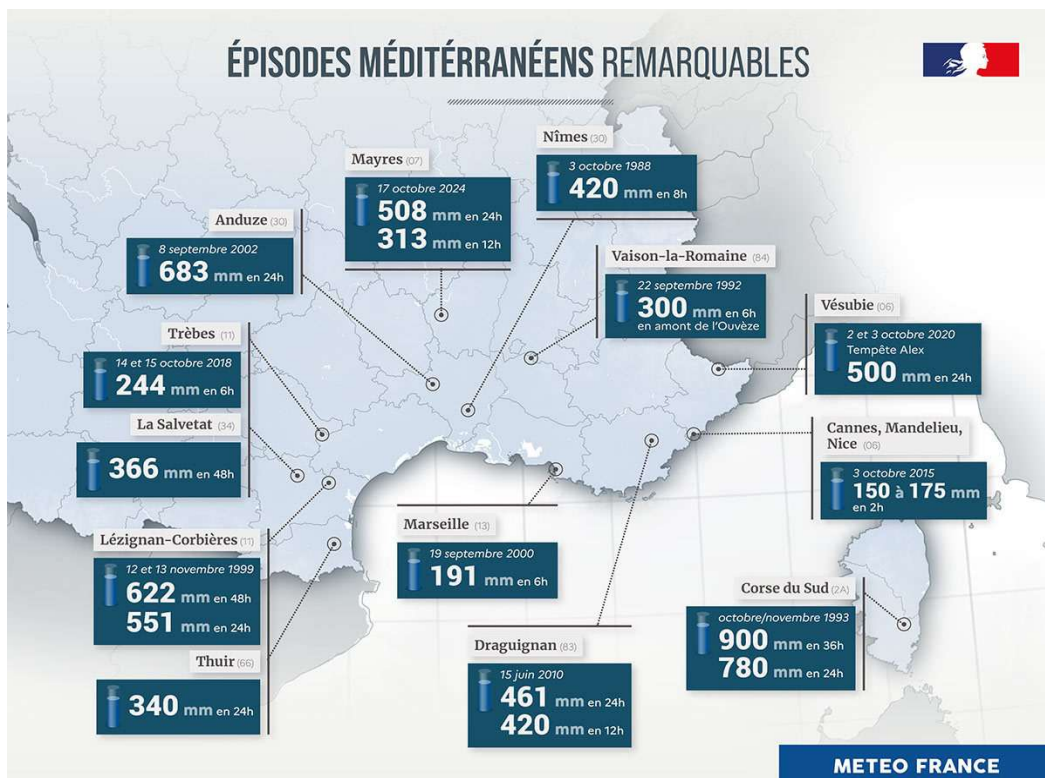 ÉPISODES MÉDITÉRRANÉENS REMARQUABLES
Nîmes (30)
3 octobre 1988
420 mm en 8h
Mayres (07)
17 octobre 2024
508 mm en 24h
313 mm en 12h
Anduze (30)
8 septembre 2002
683 mm en 24h
Vaison-la-Romaine (84)
22 septembre 1992
300 mm en 6h
en amont de l'Ouvèze
Vésubie (06)
2 et 3 octobre 2020
Tempête Alex
500 mm en 24h
Trèbes (11)
14 et 15 octobre 2018
244 mm en 6h
La Salvetat (34)
366 mm en 48h
Cannes, Mandelieu,
Nice (06)
3 octobre 2015
150 à 175 mm
en 2h
Lézignan-Corbières (11)
12 et 13 novembre 1999
622 mm en 48h
551 mm en 24h
Marseille (13)
19 septembre 2000
191 mm en 6h
Thuir (66)
340 mm en 24h
Draguignan (83)
15 juin 2010
461 mm en 24h
420 mm en 12h
Corse du Sud (2A)
octobre/novembre 1993
900 mm en 36h
780 mm en 24h
METEO FRANCE